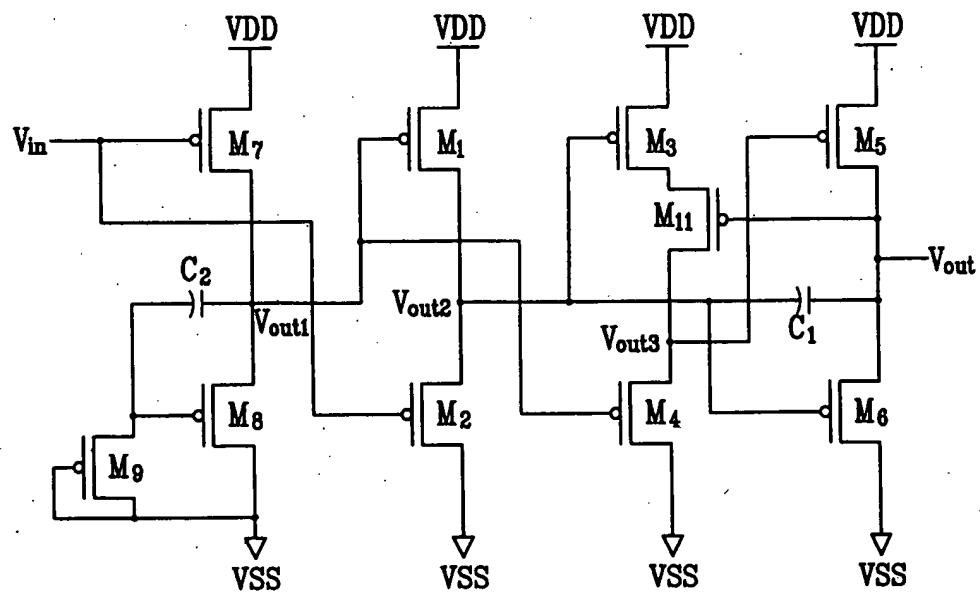 VDD VDD VDD VDD
Vin M7 M1 M3 M5
M11
C2 Vout
Vout1 Vout2 C1
Vout3
M8 M2 M4 M6
M9
VSS VSS VSS VSS